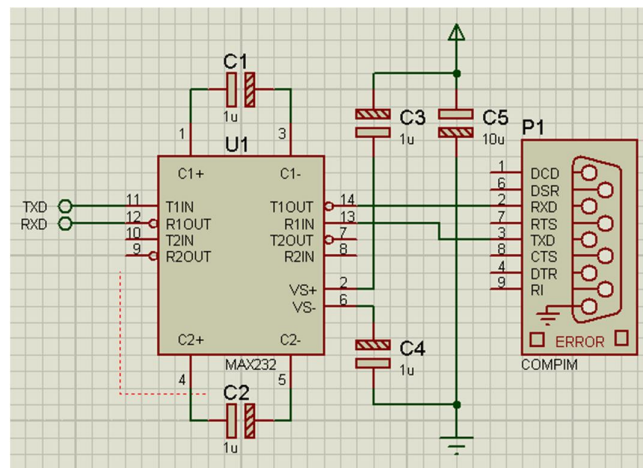 C1
1u
1
3
U1
C1+
C1-
TXD
RXD
11
12
10
9
T1IN
R1OUT
T2IN
R2OUT
T1OUT
R1IN
T2OUT
R2IN
14
13
7
8
VS+
VS-
2
6
C2+
C2-
MAX232
4
5
C2
1u
C3
1u
C5
10u
C4
1u
P1
1
6
2
7
3
8
4
9
DCD
DSR
RXD
RTS
TXD
CTS
DTR
RI
ERROR
COMPIM